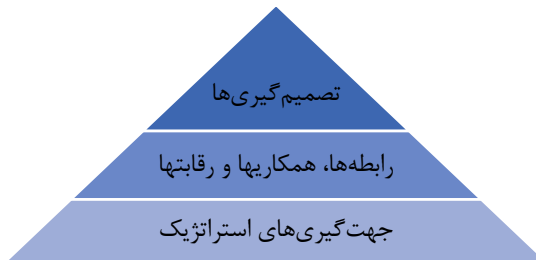 تصمیم‌گیری‌ها
رابطه‌ها، همکاریها و رقابتها
جهت‌گیری‌های استراتژیک